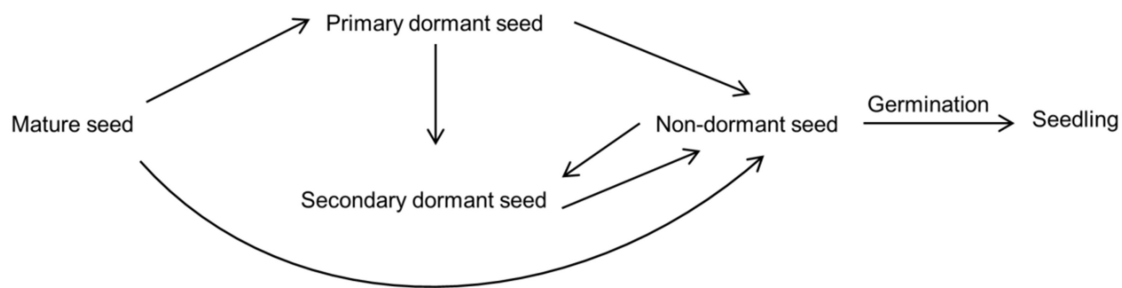 Primary dormant seed
Mature seed
Non-dormant seed
Germination
Seedling
Secondary dormant seed